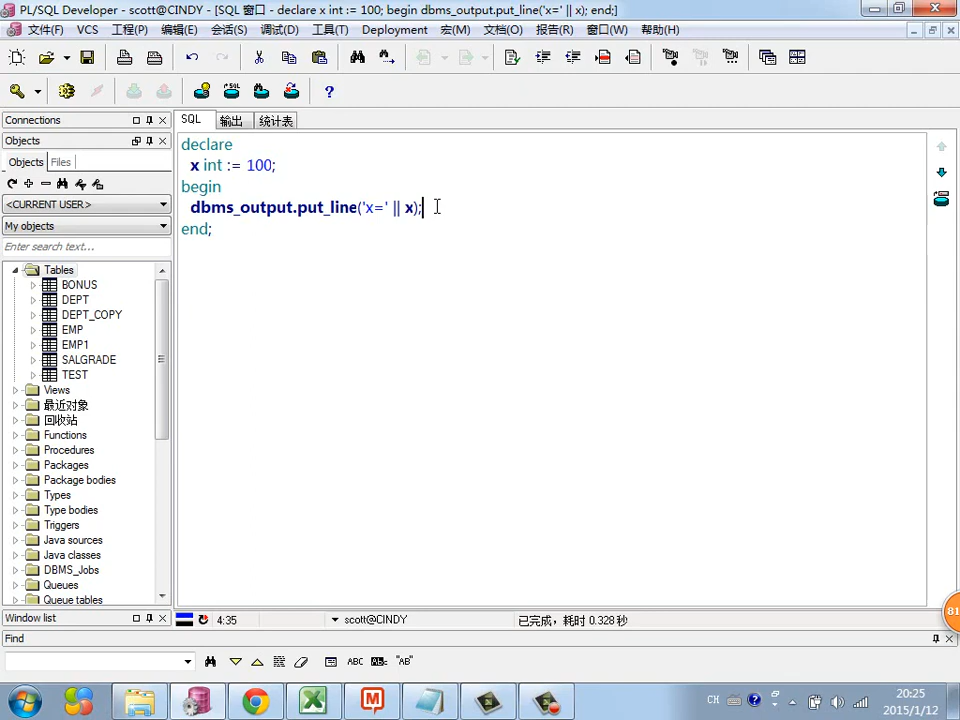 PL/SQL Developer - scott@CINDY - [SQL 窗口 - declare x int := 100; begin dbms_output.put_line('x=' || x); end;]
文件(F) VCS 工程(P) 编辑(E) 会话(S) 调试(D) 工具(T) Deployment 宏(M) 文档(O) 报告(R) 窗口(W) 帮助(H)
Connections
Objects
Objects Files
<CURRENT USER>
My objects
Enter search text...
Tables
BONUS
DEPT
DEPT_COPY
EMP
EMP1
SALGRADE
TEST
Views
最近对象
回收站
Functions
Procedures
Packages
Package bodies
Types
Type bodies
Triggers
Java sources
Java classes
DBMS_Jobs
Queues
Queue tables
SQL 输出 统计表
declare
x int := 100;
begin
dbms_output.put_line('x=' || x);
end;
Window list
4:35 scott@CINDY 已完成，耗时 0.328 秒
Find
ABC "AB"
81
CH 20:25
2015/1/12